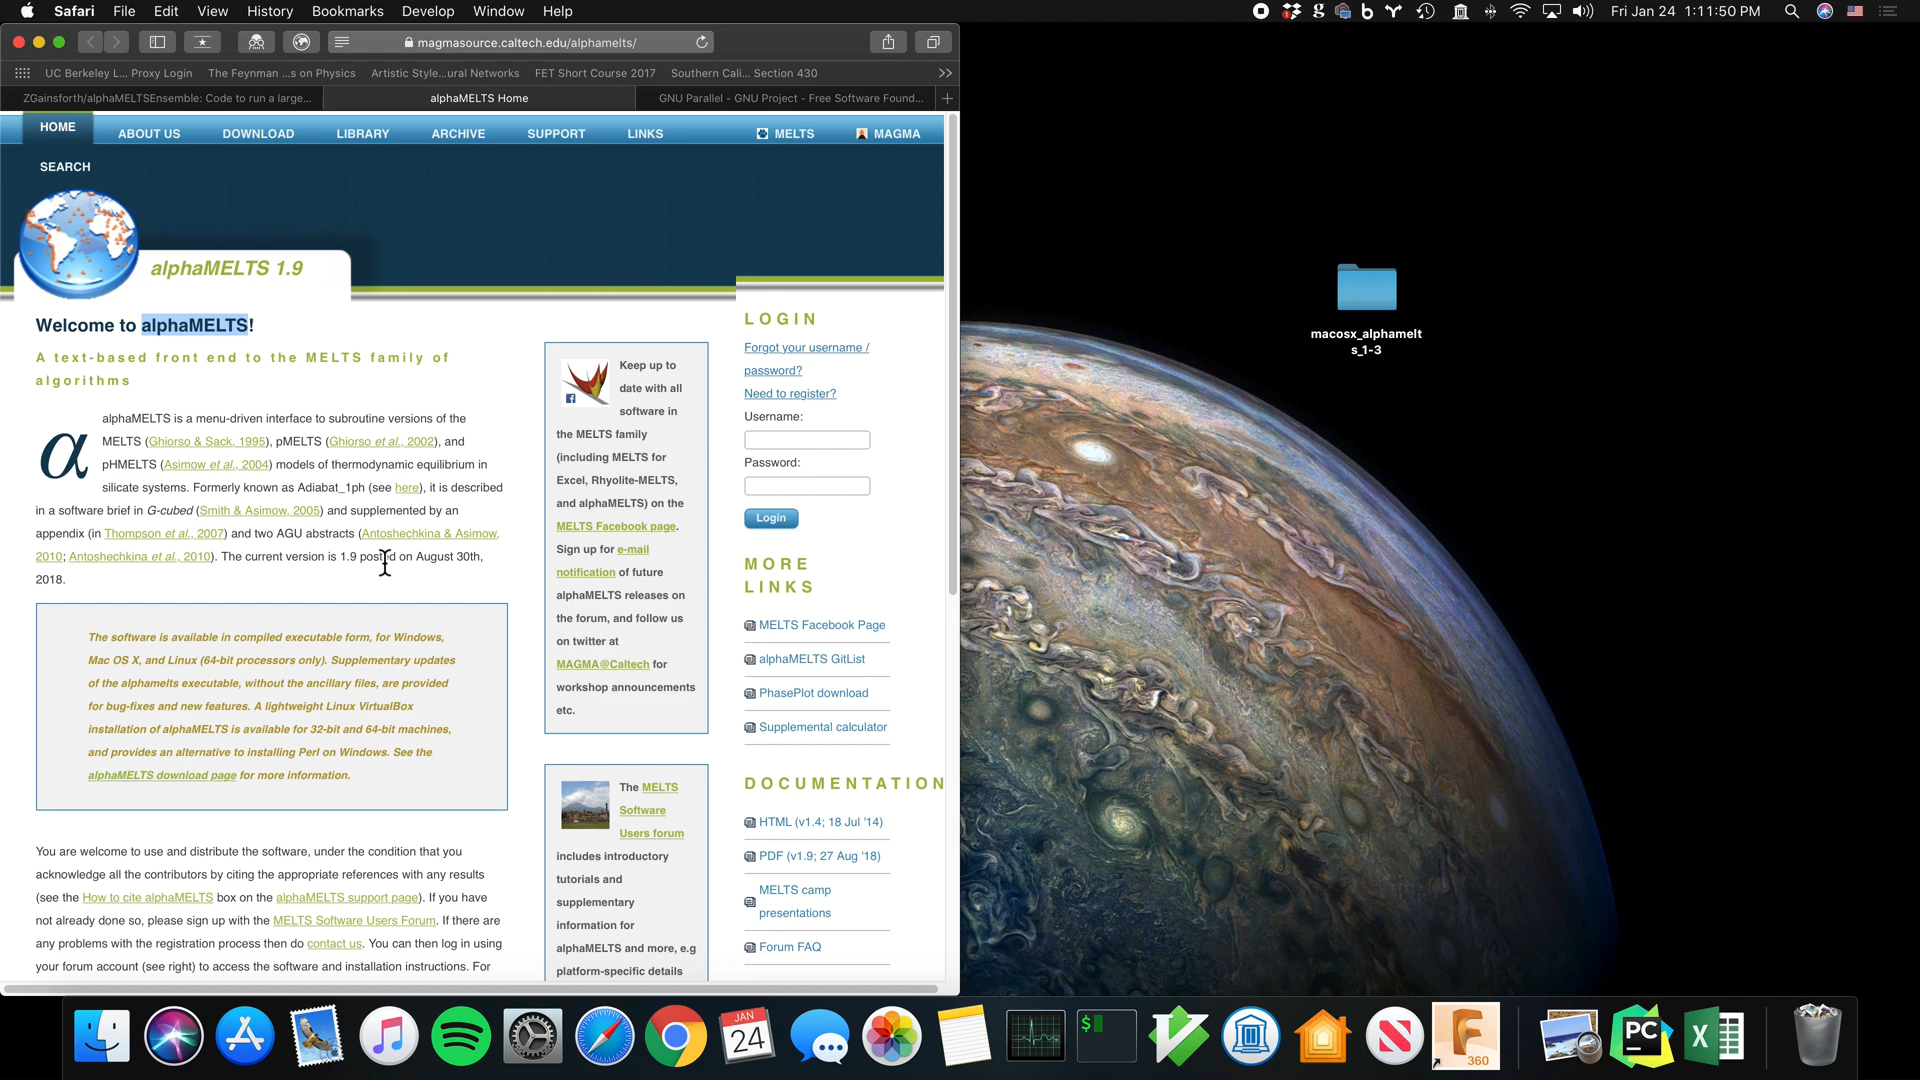 Safari File Edit View History Bookmarks Develop Window Help
Fri Jan 24 1:11:50 PM
magmasource.caltech.edu/alphamelts/
UC Berkeley L... Proxy Login The Feynman ...s on Physics Artistic Style...ural Networks FET Short Course 2017 Southern Cali... Section 430
ZGainsforth/alphaMELTSEnsemble: Code to run a large... alphaMELTS Home GNU Parallel - GNU Project - Free Software Found...
HOME ABOUT US DOWNLOAD LIBRARY ARCHIVE SUPPORT LINKS MELTS MAGMA
SEARCH
alphaMELTS 1.9
Welcome to alphaMELTS!
A text-based front end to the MELTS family of
algorithms
α
alphaMELTS is a menu-driven interface to subroutine versions of the
MELTS (Ghiorso & Sack, 1995), pMELTS (Ghiorso et al., 2002), and
pHMELTS (Asimow et al., 2004) models of thermodynamic equilibrium in
silicate systems. Formerly known as Adiabat_1ph (see here), it is described
in a software brief in G-cubed (Smith & Asimow, 2005) and supplemented by an
appendix (in Thompson et al., 2007) and two AGU abstracts (Antoshechkina & Asimow,
2010; Antoshechkina et al., 2010). The current version is 1.9 posted on August 30th,
2018.
The software is available in compiled executable form, for Windows,
Mac OS X, and Linux (64-bit processors only). Supplementary updates
of the alphamelts executable, without the ancillary files, are provided
for bug-fixes and new features. A lightweight Linux VirtualBox
installation of alphaMELTS is available for 32-bit and 64-bit machines,
and provides an alternative to installing Perl on Windows. See the
alphaMELTS download page for more information.
You are welcome to use and distribute the software, under the condition that you
acknowledge all the contributors by citing the appropriate references with any results
(see the How to cite alphaMELTS box on the alphaMELTS support page). If you have
not already done so, please sign up with the MELTS Software Users Forum. If there are
any problems with the registration process then do contact us. You can then log in using
your forum account (see right) to access the software and installation instructions. For
Keep up to
date with all
software in
the MELTS family
(including MELTS for
Excel, Rhyolite-MELTS,
and alphaMELTS) on the
MELTS Facebook page.
Sign up for e-mail
notification of future
alphaMELTS releases on
the forum, and follow us
on twitter at
MAGMA@Caltech for
workshop announcements
etc.
The MELTS
Software
Users forum
includes introductory
tutorials and
supplementary
information for
alphaMELTS and more, e.g
platform-specific details
LOGIN
Forgot your username /
password?
Need to register?
Username:
Password:
Login
MORE
LINKS
MELTS Facebook Page
alphaMELTS GitList
PhasePlot download
Supplemental calculator
DOCUMENTATION
HTML (v1.4; 18 Jul '14)
PDF (v1.9; 27 Aug '18)
MELTS camp
presentations
Forum FAQ
macosx_alphamelt
s_1-3
JAN
24
$
360
PC
X